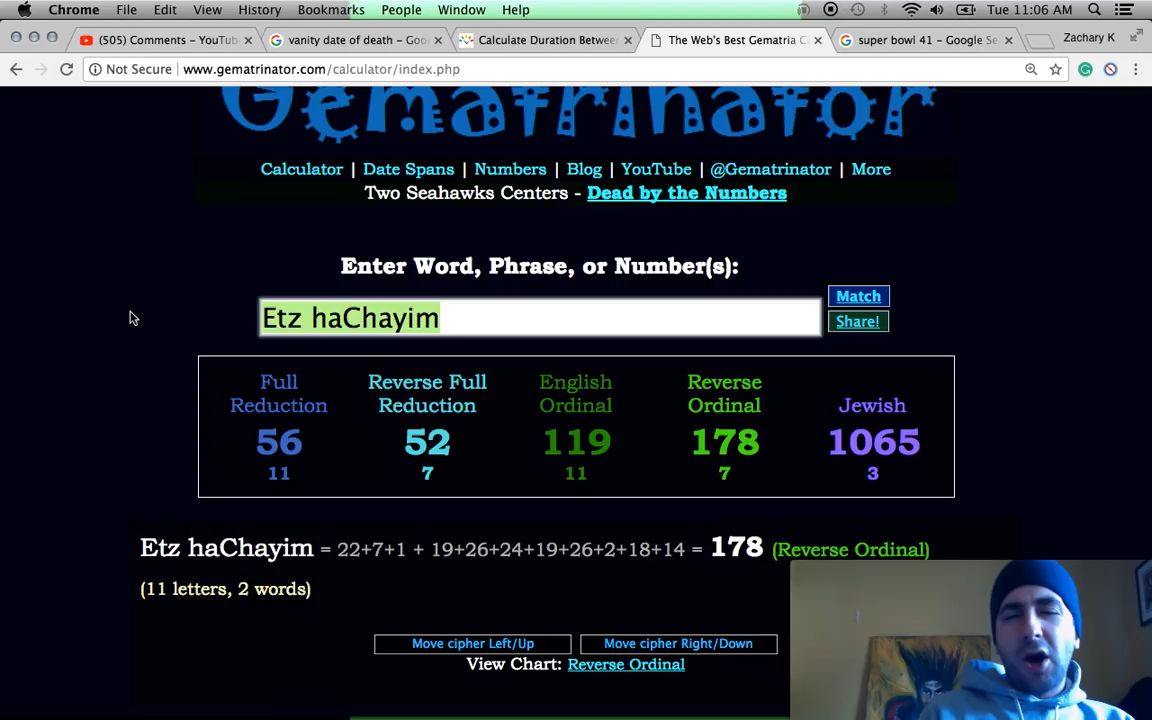 Chrome File Edit View History Bookmarks People Window Help Tue 11:06 AM
(505) Comments - YouTub
vanity date of death - Goo
Calculate Duration Betwee
The Web's Best Gematria C
super bowl 41 - Google Se
Zachary K
Not Secure www.gematrinator.com/calculator/index.php
Gematrinator
Calculator | Date Spans | Numbers | Blog | YouTube | @Gematrinator | More
Two Seahawks Centers - Dead by the Numbers
Enter Word, Phrase, or Number(s):
Etz haChayim
Match
Share!
Full Reduction
Reverse Full Reduction
English Ordinal
Reverse Ordinal
Jewish
56 52 119 178 1065
11 7 11 7 3
Etz haChayim = 22+7+1 + 19+26+24+19+26+2+18+14 = 178 (Reverse Ordinal)
(11 letters, 2 words)
Move cipher Left/Up Move cipher Right/Down
View Chart: Reverse Ordinal